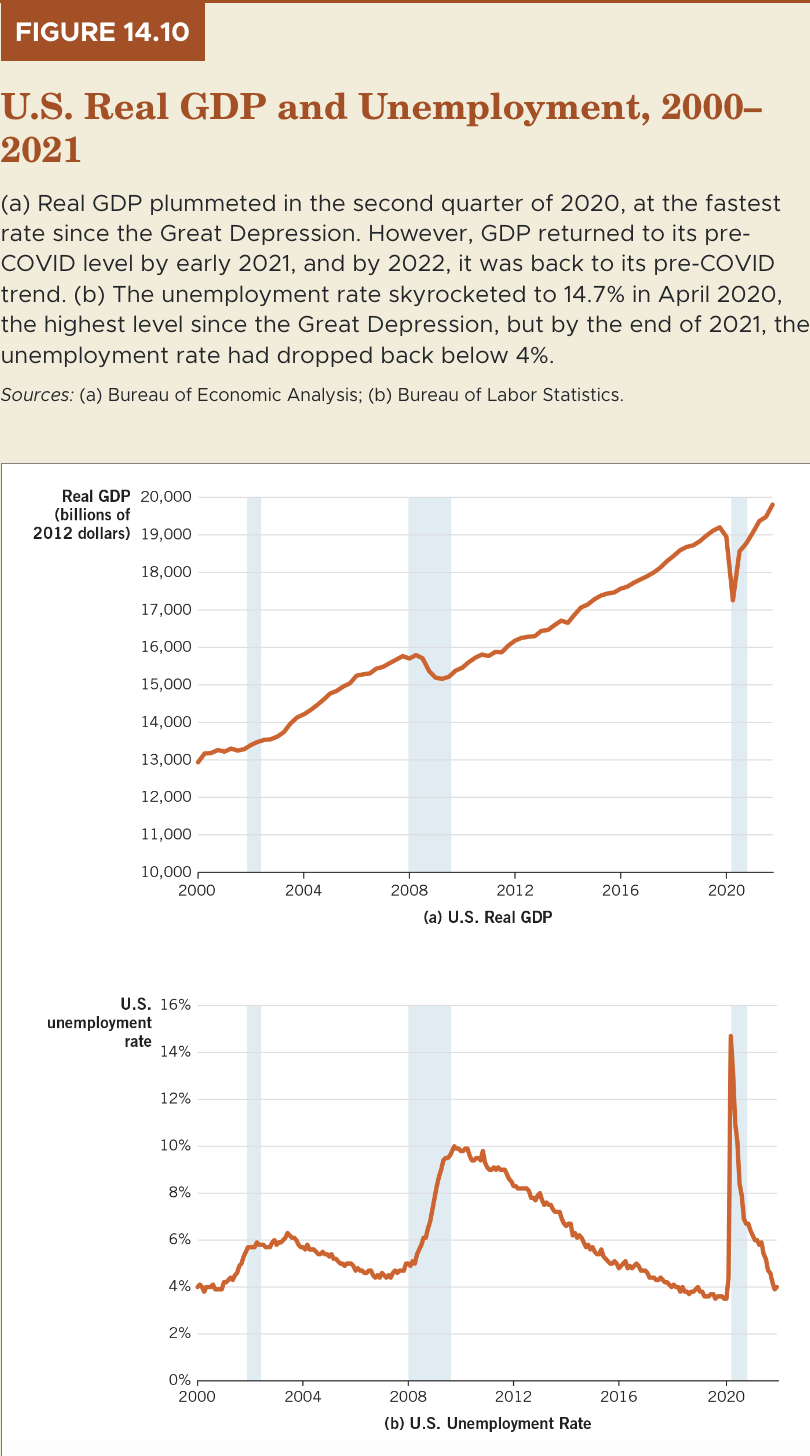 FIGURE 14.10
U.S. Real GDP and Unemployment, 2000–
2021
(a) Real GDP plummeted in the second quarter of 2020, at the fastest
rate since the Great Depression. However, GDP returned to its pre-
COVID level by early 2021, and by 2022, it was back to its pre-COVID
trend. (b) The unemployment rate skyrocketed to 14.7% in April 2020,
the highest level since the Great Depression, but by the end of 2021, the
unemployment rate had dropped back below 4%.
Sources: (a) Bureau of Economic Analysis; (b) Bureau of Labor Statistics.
Real GDP
(billions of
2012 dollars)
20,000
19,000
18,000
17,000
16,000
15,000
14,000
13,000
12,000
11,000
10,000
2000 2004 2008 2012 2016 2020
(a) U.S. Real GDP
U.S.
unemployment
rate
16%
14%
12%
10%
8%
6%
4%
2%
0%
2000 2004 2008 2012 2016 2020
(b) U.S. Unemployment Rate